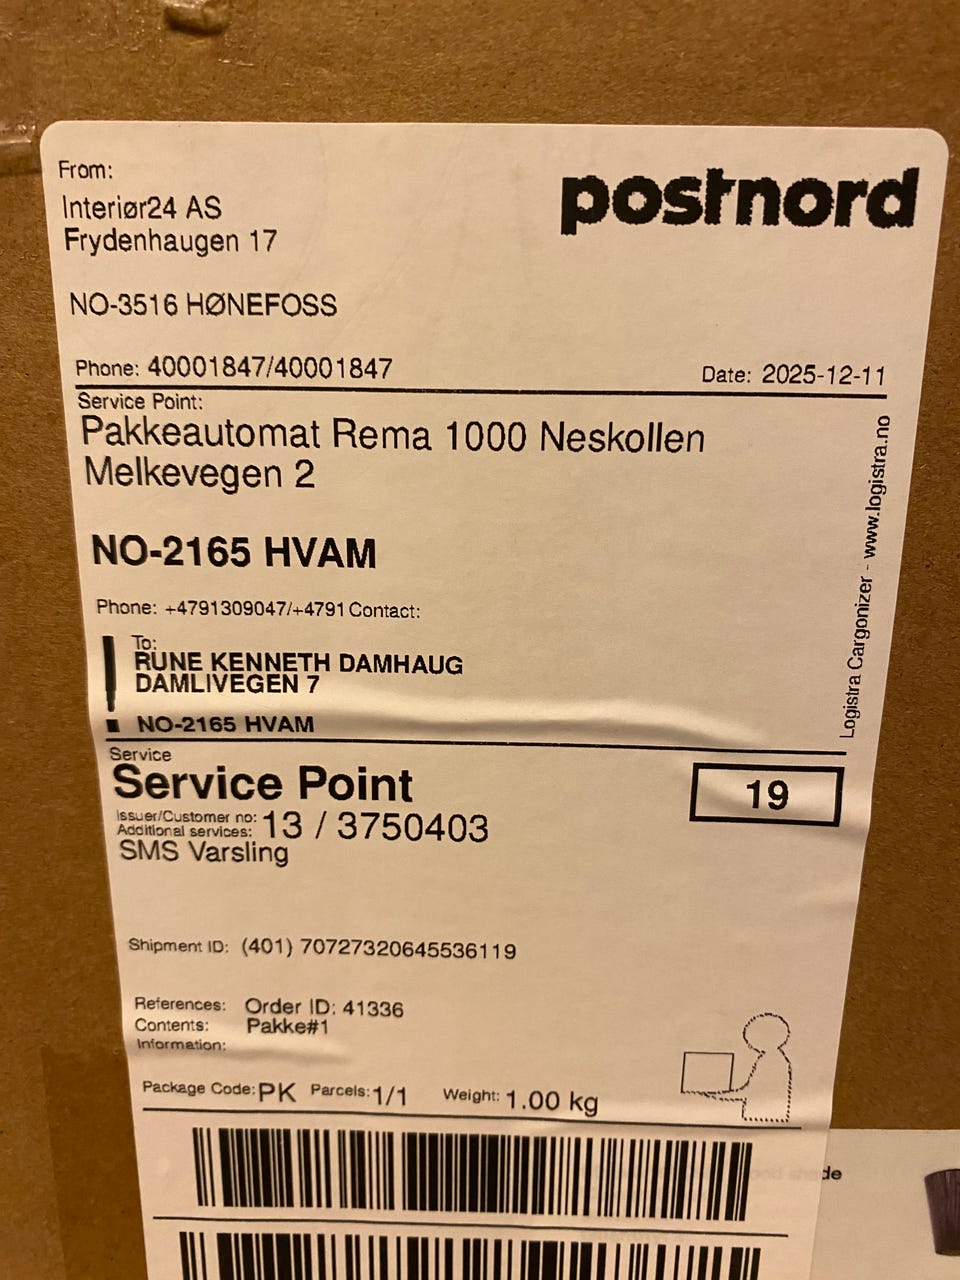 From:
Interiør24 AS
Frydenhaugen 17
postnord
NO-3516 HØNEFOSS
Phone: 40001847/40001847
Date: 2025-12-11
Service Point:
Pakkeautomat Rema 1000 Neskollen
Melkevegen 2
NO-2165 HVAM
Phone: +4791309047/+4791 Contact:
To:
RUNE KENNETH DAMHAUG
DAMLIVEGEN 7
NO-2165 HVAM
Logistra Cargonizer - www.logistra.no
Service
Service Point
19
Issuer/Customer no: 13 / 3750403
Additional services:
SMS Varsling
Shipment ID: (401) 70727320645536119
References: Order ID: 41336
Contents: Pakke#1
Information:
Package Code: PK Parcels: 1/1 Weight: 1.00 kg